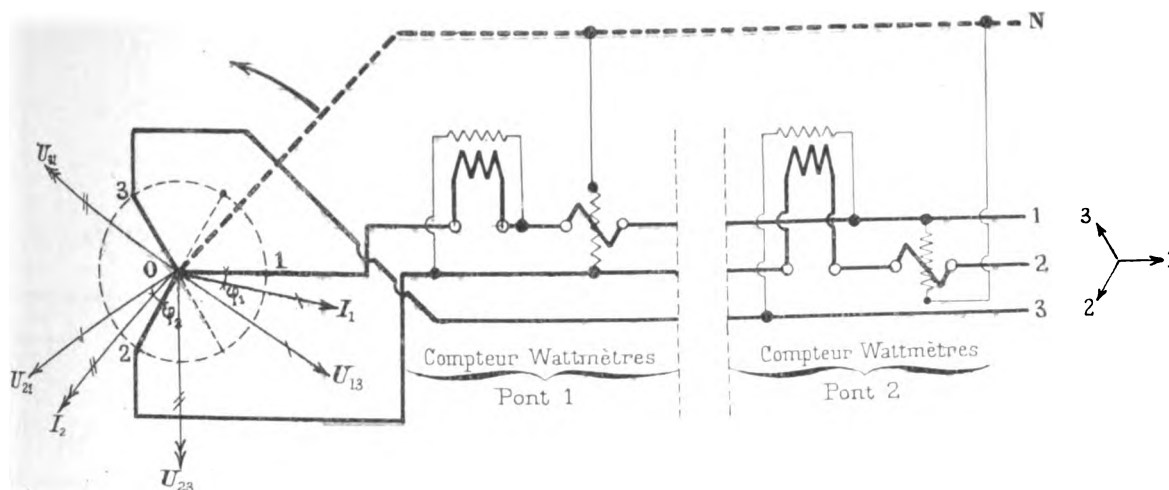 N
U₃₁
3
O
1
φ₁
I₁
φ₂
2
U₂₁
I₂
U₁₃
U₂₃
1
2
3
Compteur Wattmètres
Pont 1
Compteur Wattmètres
Pont 2
3
1
2